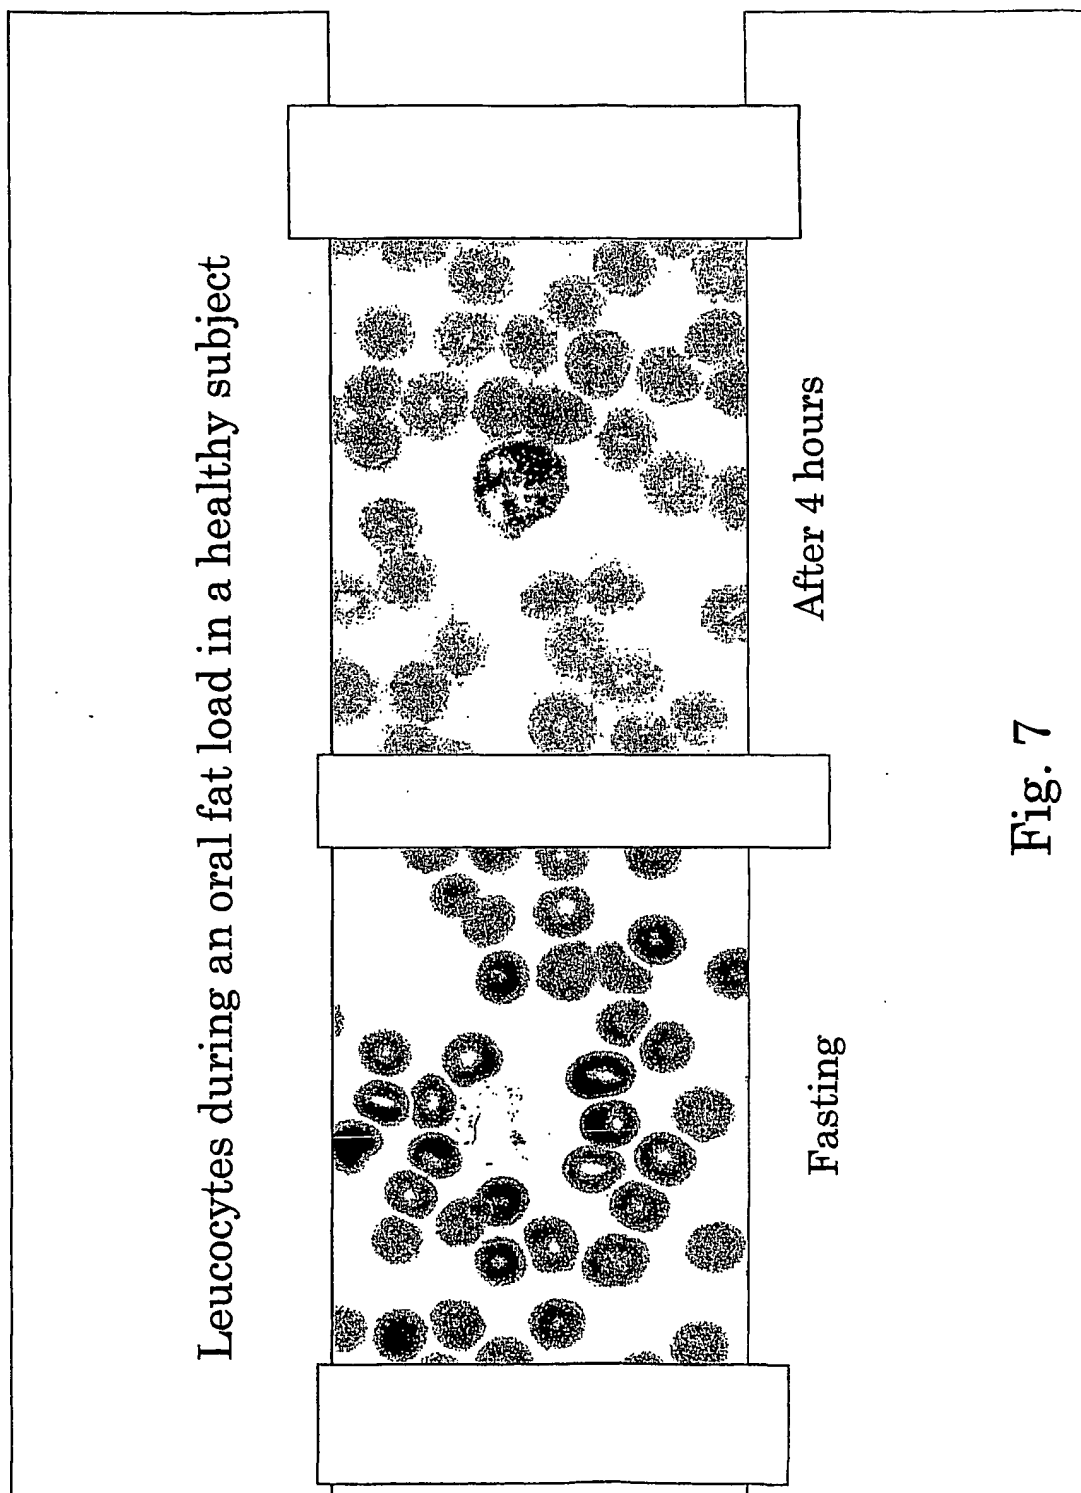 Leucocytes during an oral fat load in a healthy subject
Fasting
After 4 hours
Fig. 7